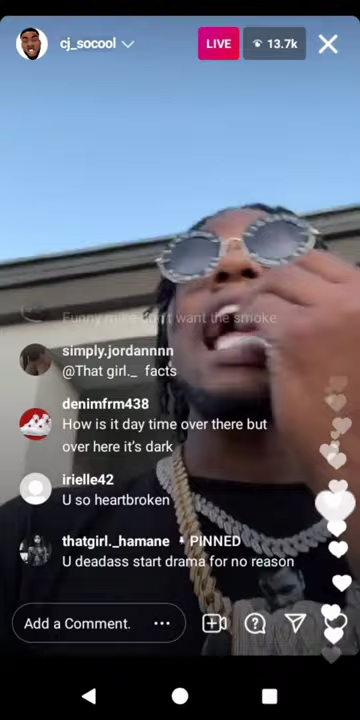 cj_socool
LIVE
13.7k
Funny mike don't want the smoke
simply.jordannnn
@That girl._ facts
denimfrm438
How is it day time over there but
over here it's dark
irielle42
U so heartbroken
thatgirl._hamane PINNED
U deadass start drama for no reason
Add a Comment.